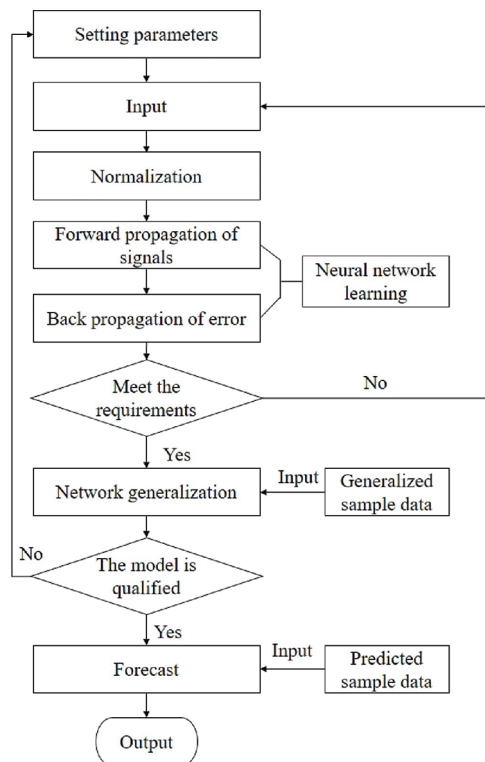 Setting parameters
Input
Normalization
Forward propagation of
signals
Neural network
learning
Back propagation of error
Meet the
requirements
No
Yes
Network generalization
Input
Generalized
sample data
No
The model is
qualified
Yes
Forecast
Input
Predicted
sample data
Output